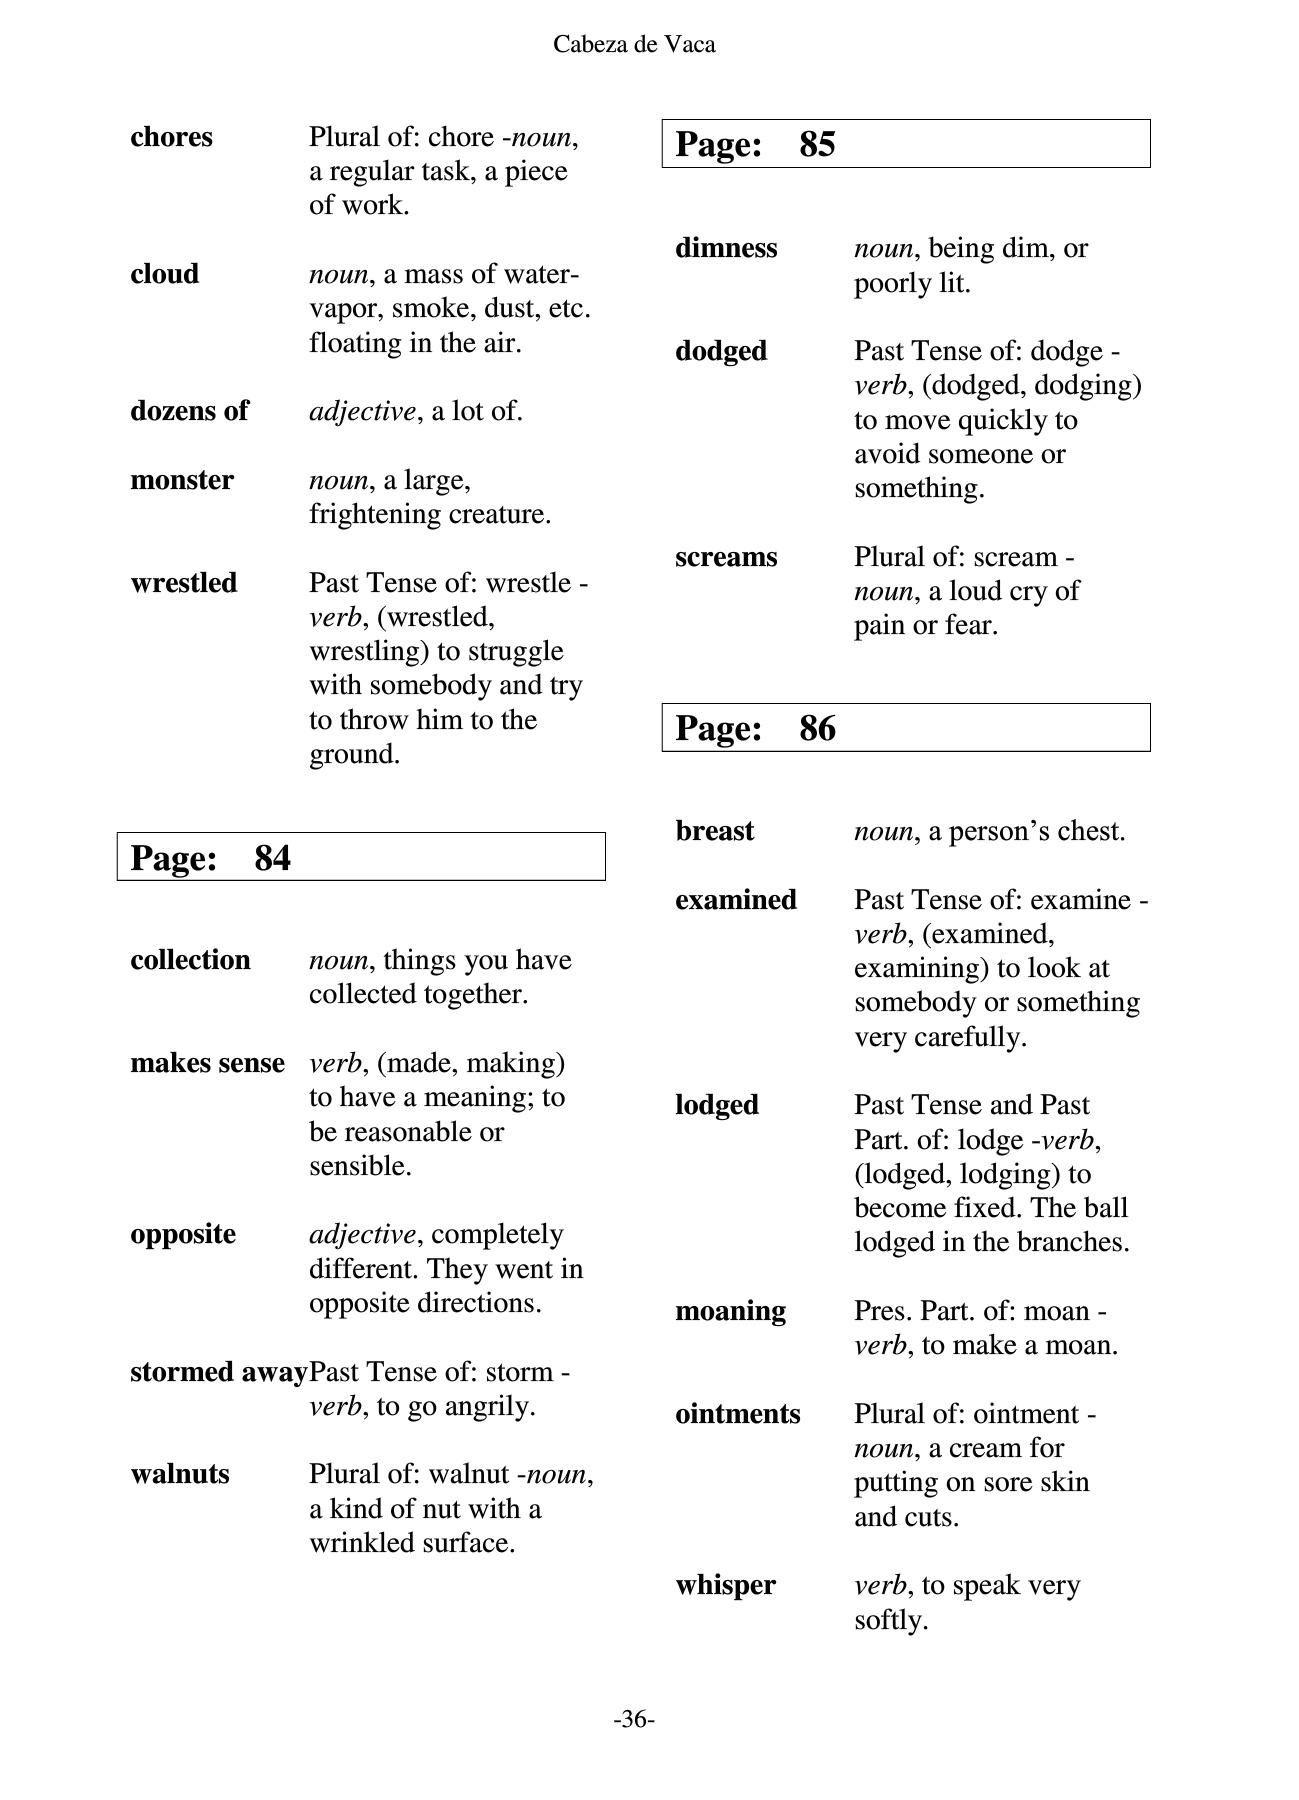 Cabeza de Vaca
chores Plural of: chore -noun,
a regular task, a piece
of work.
cloud noun, a mass of water-
vapor, smoke, dust, etc.
floating in the air.
dozens of adjective, a lot of.
monster noun, a large,
frightening creature.
wrestled Past Tense of: wrestle -
verb, (wrestled,
wrestling) to struggle
with somebody and try
to throw him to the
ground.
Page: 84
collection noun, things you have
collected together.
makes sense verb, (made, making)
to have a meaning; to
be reasonable or
sensible.
opposite adjective, completely
different. They went in
opposite directions.
stormed away Past Tense of: storm -
verb, to go angrily.
walnuts Plural of: walnut -noun,
a kind of nut with a
wrinkled surface.
Page: 85
dimness noun, being dim, or
poorly lit.
dodged Past Tense of: dodge -
verb, (dodged, dodging)
to move quickly to
avoid someone or
something.
screams Plural of: scream -
noun, a loud cry of
pain or fear.
Page: 86
breast noun, a person’s chest.
examined Past Tense of: examine -
verb, (examined,
examining) to look at
somebody or something
very carefully.
lodged Past Tense and Past
Part. of: lodge -verb,
(lodged, lodging) to
become fixed. The ball
lodged in the branches.
moaning Pres. Part. of: moan -
verb, to make a moan.
ointments Plural of: ointment -
noun, a cream for
putting on sore skin
and cuts.
whisper verb, to speak very
softly.
-36-